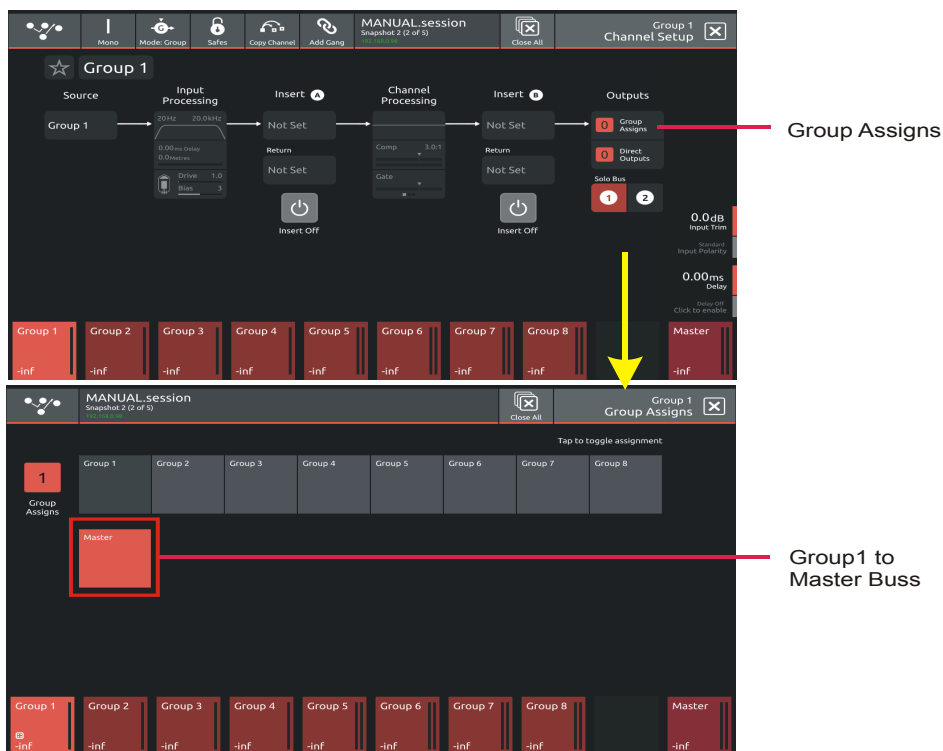 MANUAL.session
Snapshot 2 (2 of 5)
192.168.0.98
Mono
Mode: Group
Safes
Copy Channel
Add Gang
Close All
Group 1
Channel Setup
Group 1
Source
Input
Processing
Insert A
Channel
Processing
Insert B
Outputs
Group 1
20Hz 20.0kHz
0.00ms Delay
0.0Metres
Drive 1.0
Bias 3
Not Set
Return
Not Set
Insert Off
Comp 3.0:1
Gate
Not Set
Return
Not Set
Insert Off
0 Group
Assigns
0 Direct
Outputs
Solo Bus
1 2
Group Assigns
0.0dB
Input Trim
Standard
Input Polarity
0.00ms
Delay
Delay Off
Click to enable
Group 1 Group 2 Group 3 Group 4 Group 5 Group 6 Group 7 Group 8 Master
-inf -inf -inf -inf -inf -inf -inf -inf -inf
MANUAL.session
Snapshot 2 (2 of 5)
192.168.0.98
Close All
Group 1
Group Assigns
Tap to toggle assignment
1
Group
Assigns
Group 1 Group 2 Group 3 Group 4 Group 5 Group 6 Group 7 Group 8
Master
Group1 to
Master Buss
Group 1 Group 2 Group 3 Group 4 Group 5 Group 6 Group 7 Group 8 Master
-inf -inf -inf -inf -inf -inf -inf -inf -inf